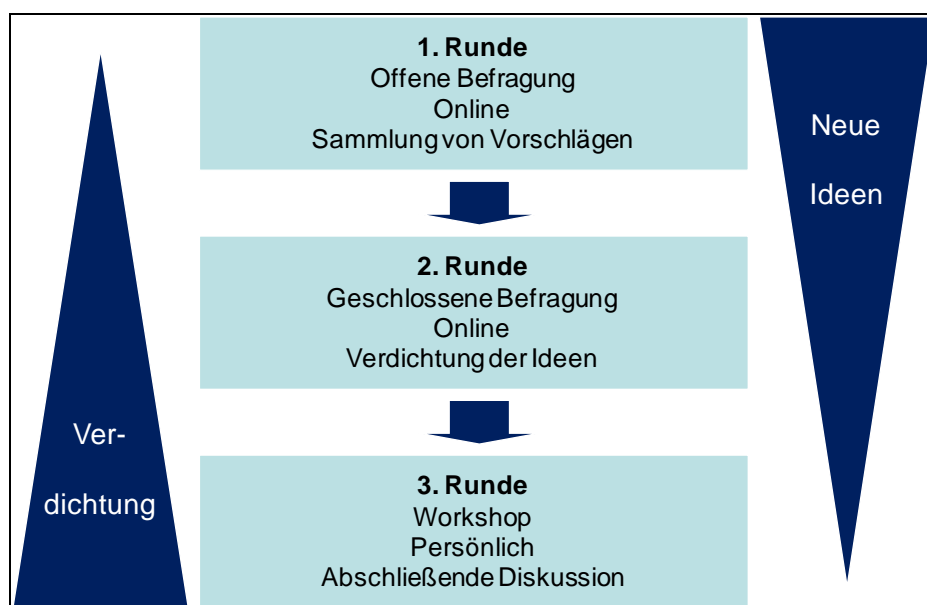 1. Runde
Offene Befragung
Online
Sammlung von Vorschlägen
Neue
Ideen
2. Runde
Geschlossene Befragung
Online
Verdichtung der Ideen
Ver-
dichtung
3. Runde
Workshop
Persönlich
Abschließende Diskussion